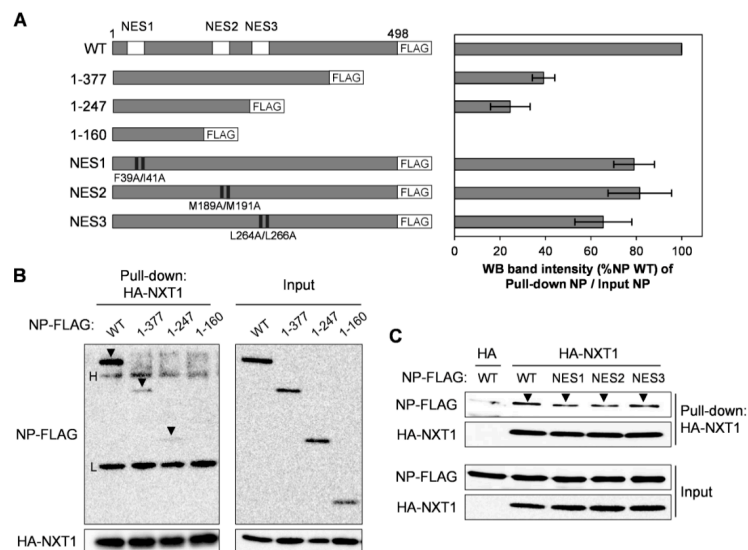 A
NES1 NES2 NES3
1 498
WT FLAG
1-377 FLAG
1-247 FLAG
1-160 FLAG
NES1 FLAG
F39A/I41A
NES2 FLAG
M189A/M191A
NES3 FLAG
L264A/L266A
0 20 40 60 80 100
WB band intensity (%NP WT) of
Pull-down NP / Input NP
B
Pull-down:
HA-NXT1
Input
NP-FLAG: WT 1-377 1-247 1-160 WT 1-377 1-247 1-160
H
NP-FLAG
L
HA-NXT1
C
HA HA-NXT1
NP-FLAG: WT WT NES1 NES2 NES3
NP-FLAG
HA-NXT1
Pull-down:
HA-NXT1
NP-FLAG
HA-NXT1
Input